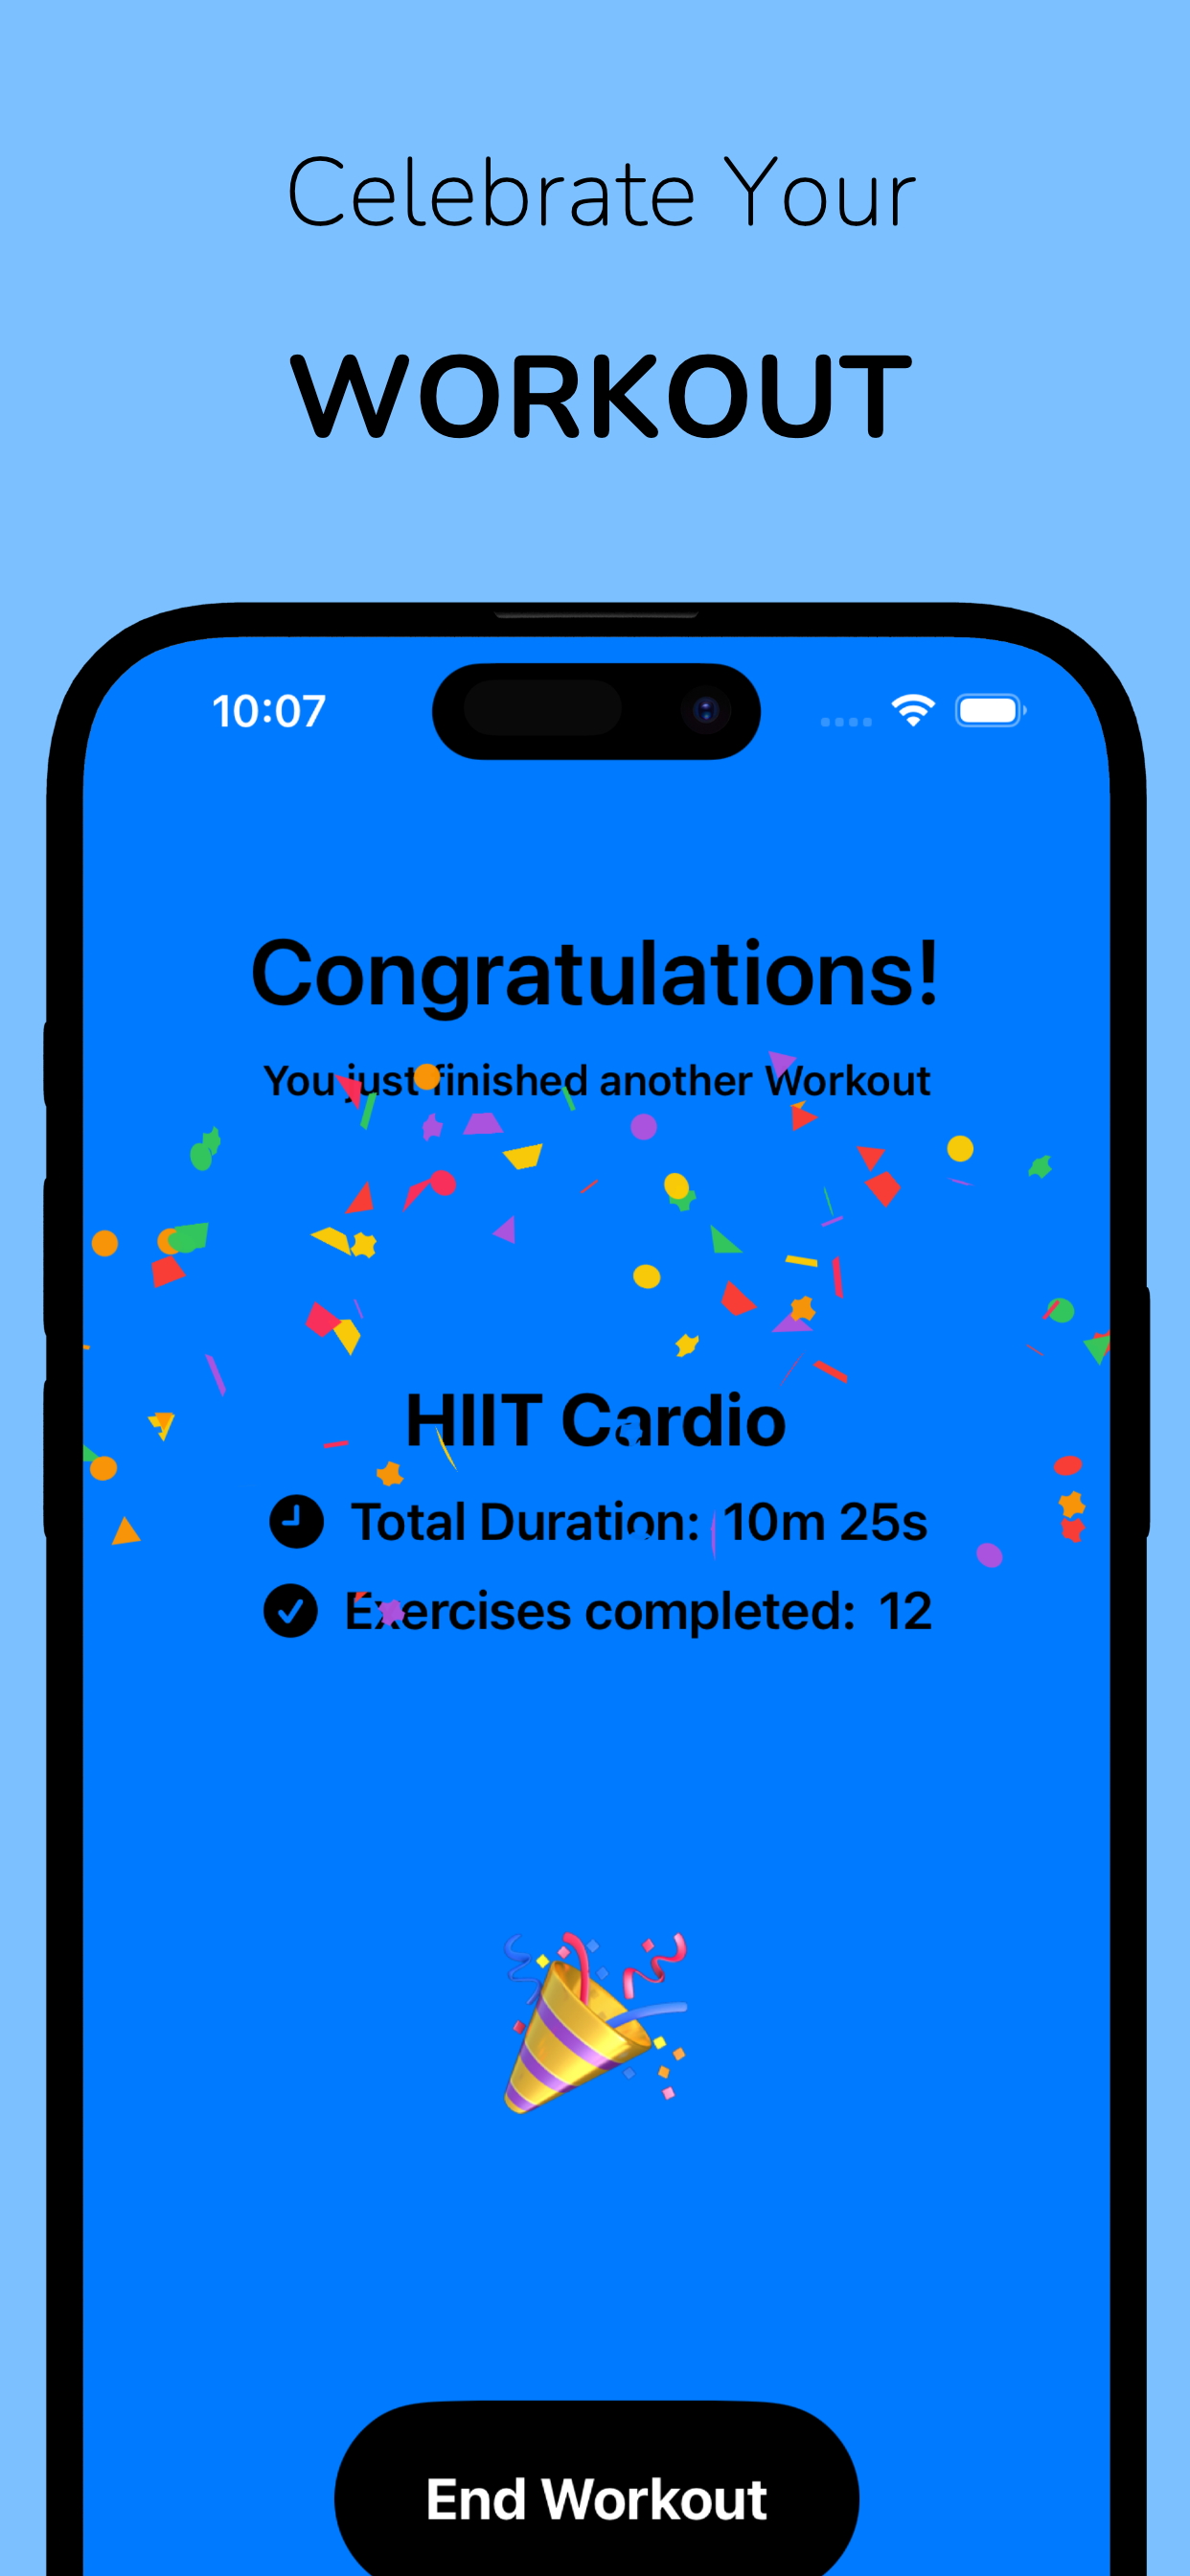 Celebrate Your
WORKOUT
10:07
Congratulations!
You just finished another Workout
HIIT Cardio
Total Duration: 10m 25s
Exercises completed: 12
End Workout